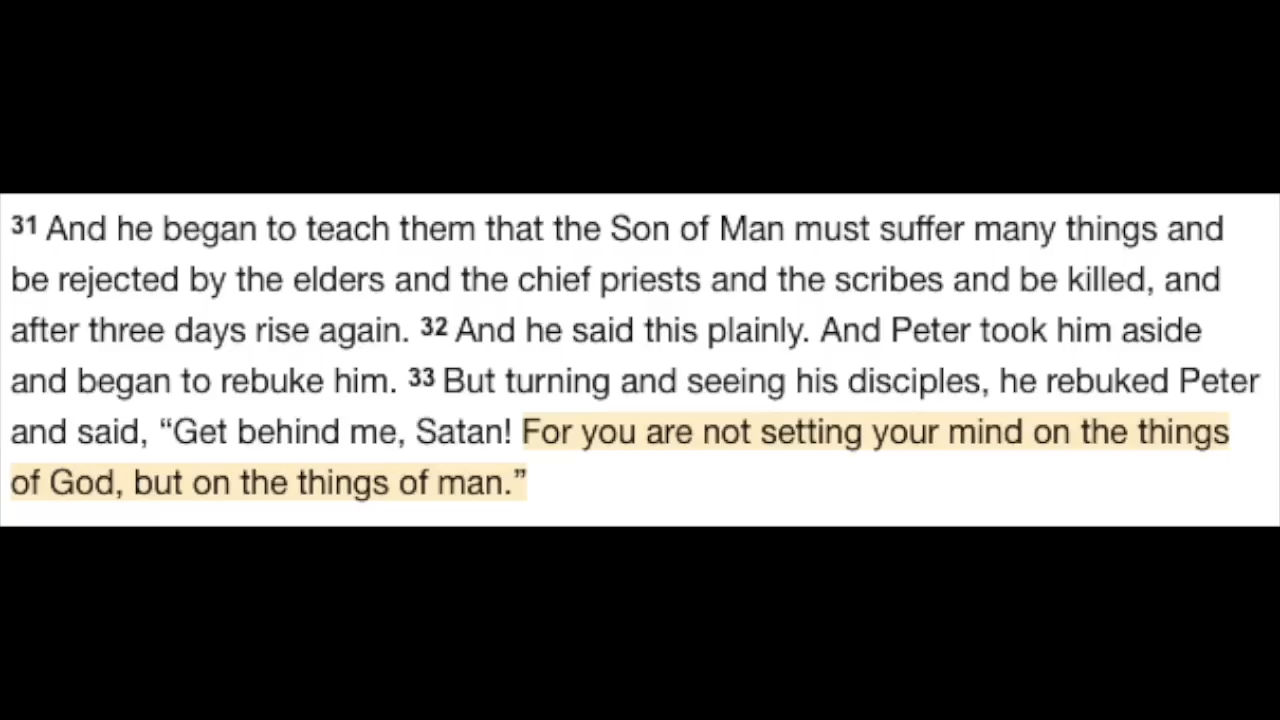 31 And he began to teach them that the Son of Man must suffer many things and
be rejected by the elders and the chief priests and the scribes and be killed, and
after three days rise again. 32 And he said this plainly. And Peter took him aside
and began to rebuke him. 33 But turning and seeing his disciples, he rebuked Peter
and said, “Get behind me, Satan! For you are not setting your mind on the things
of God, but on the things of man.”